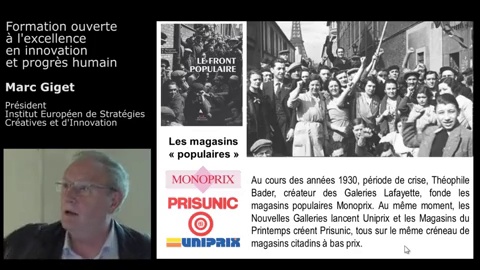 Formation ouverte
à l'excellence
en innovation
et progrès humain
Marc Giget
Président
Institut Européen de Stratégies
Créatives et d'Innovation
LE FRONT
POPULAIRE
Les magasins
« populaires »
MONOPRIX
PRISUNIC
UNIPRIX
Au cours des années 1930, période de crise, Théophile
Bader, créateur des Galeries Lafayette, fonde les
magasins populaires Monoprix. Au même moment, les
Nouvelles Galleries lancent Uniprix et les Magasins du
Printemps créent Prisunic, tous sur le même créneau de
magasins citadins à bas prix.